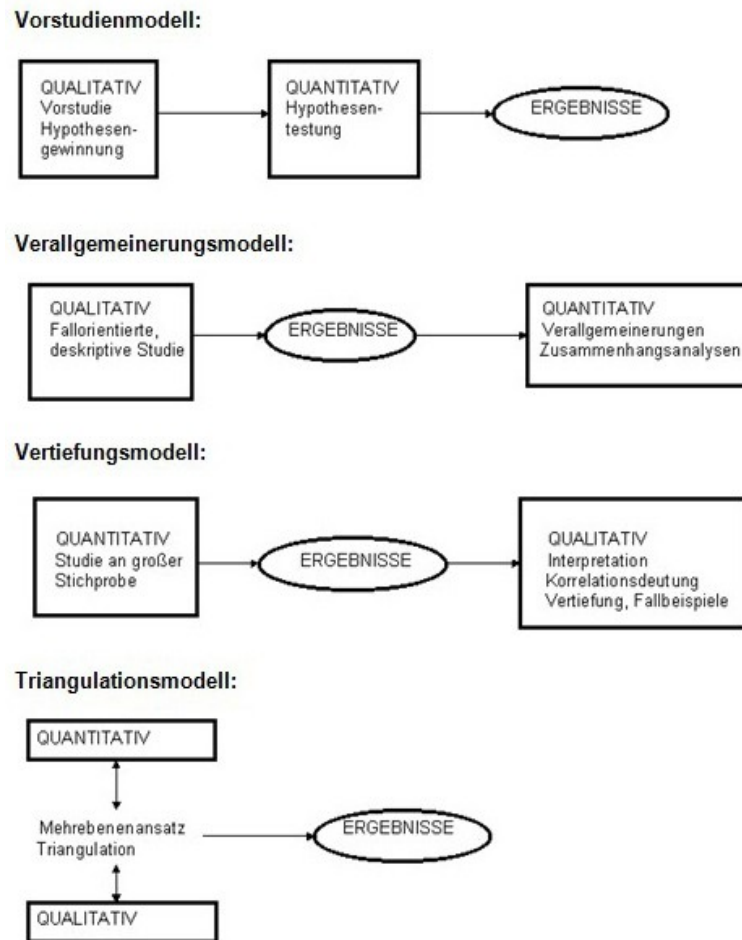 Vorstudienmodell:
QUALITATIV
Vorstudie
Hypothesen-
gewinnung
QUANTITATIV
Hypothesen-
testung
ERGEBNISSE
Verallgemeinerungsmodell:
QUALITATIV
Fallorientierte,
deskriptive Studie
ERGEBNISSE
QUANTITATIV
Verallgemeinerungen
Zusammenhangsanalysen
Vertiefungsmodell:
QUANTITATIV
Studie an großer
Stichprobe
ERGEBNISSE
QUALITATIV
Interpretation
Korrelationsdeutung
Vertiefung, Fallbeispiele
Triangulationsmodell:
QUANTITATIV
Mehrebenenansatz
Triangulation
ERGEBNISSE
QUALITATIV